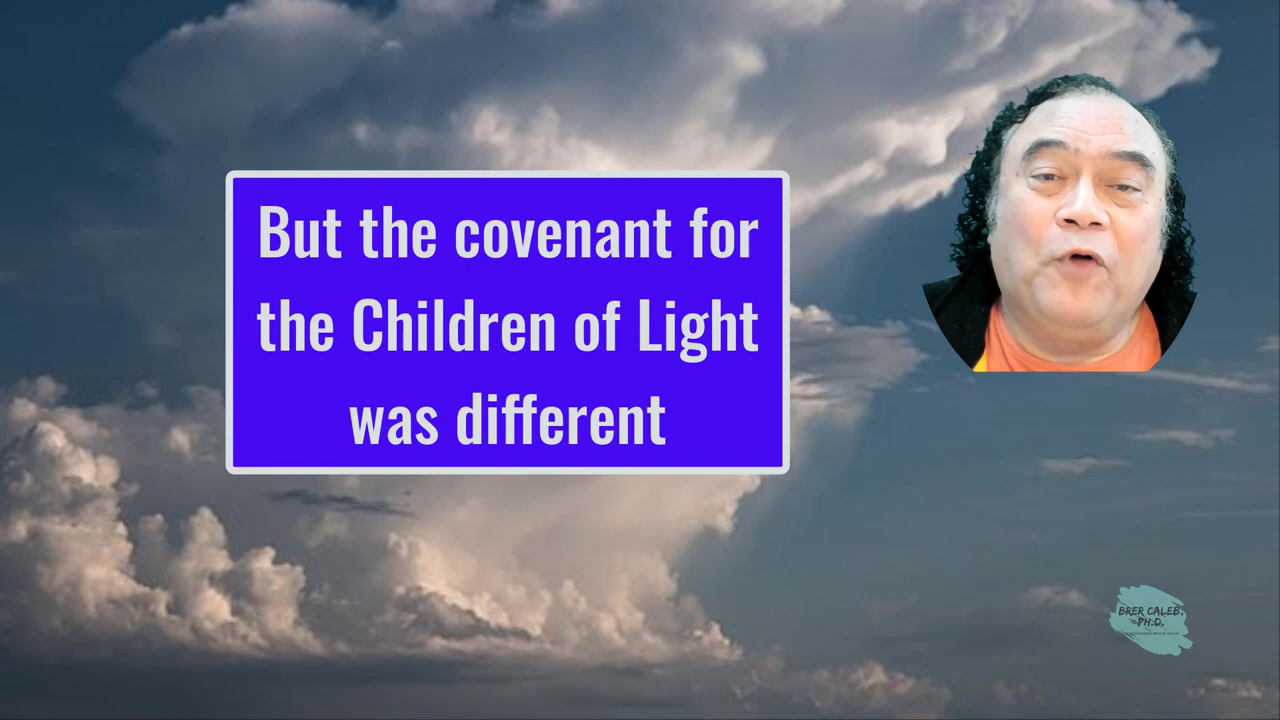 But the covenant for
the Children of Light
was different
BRER CALEB,
PH.D.